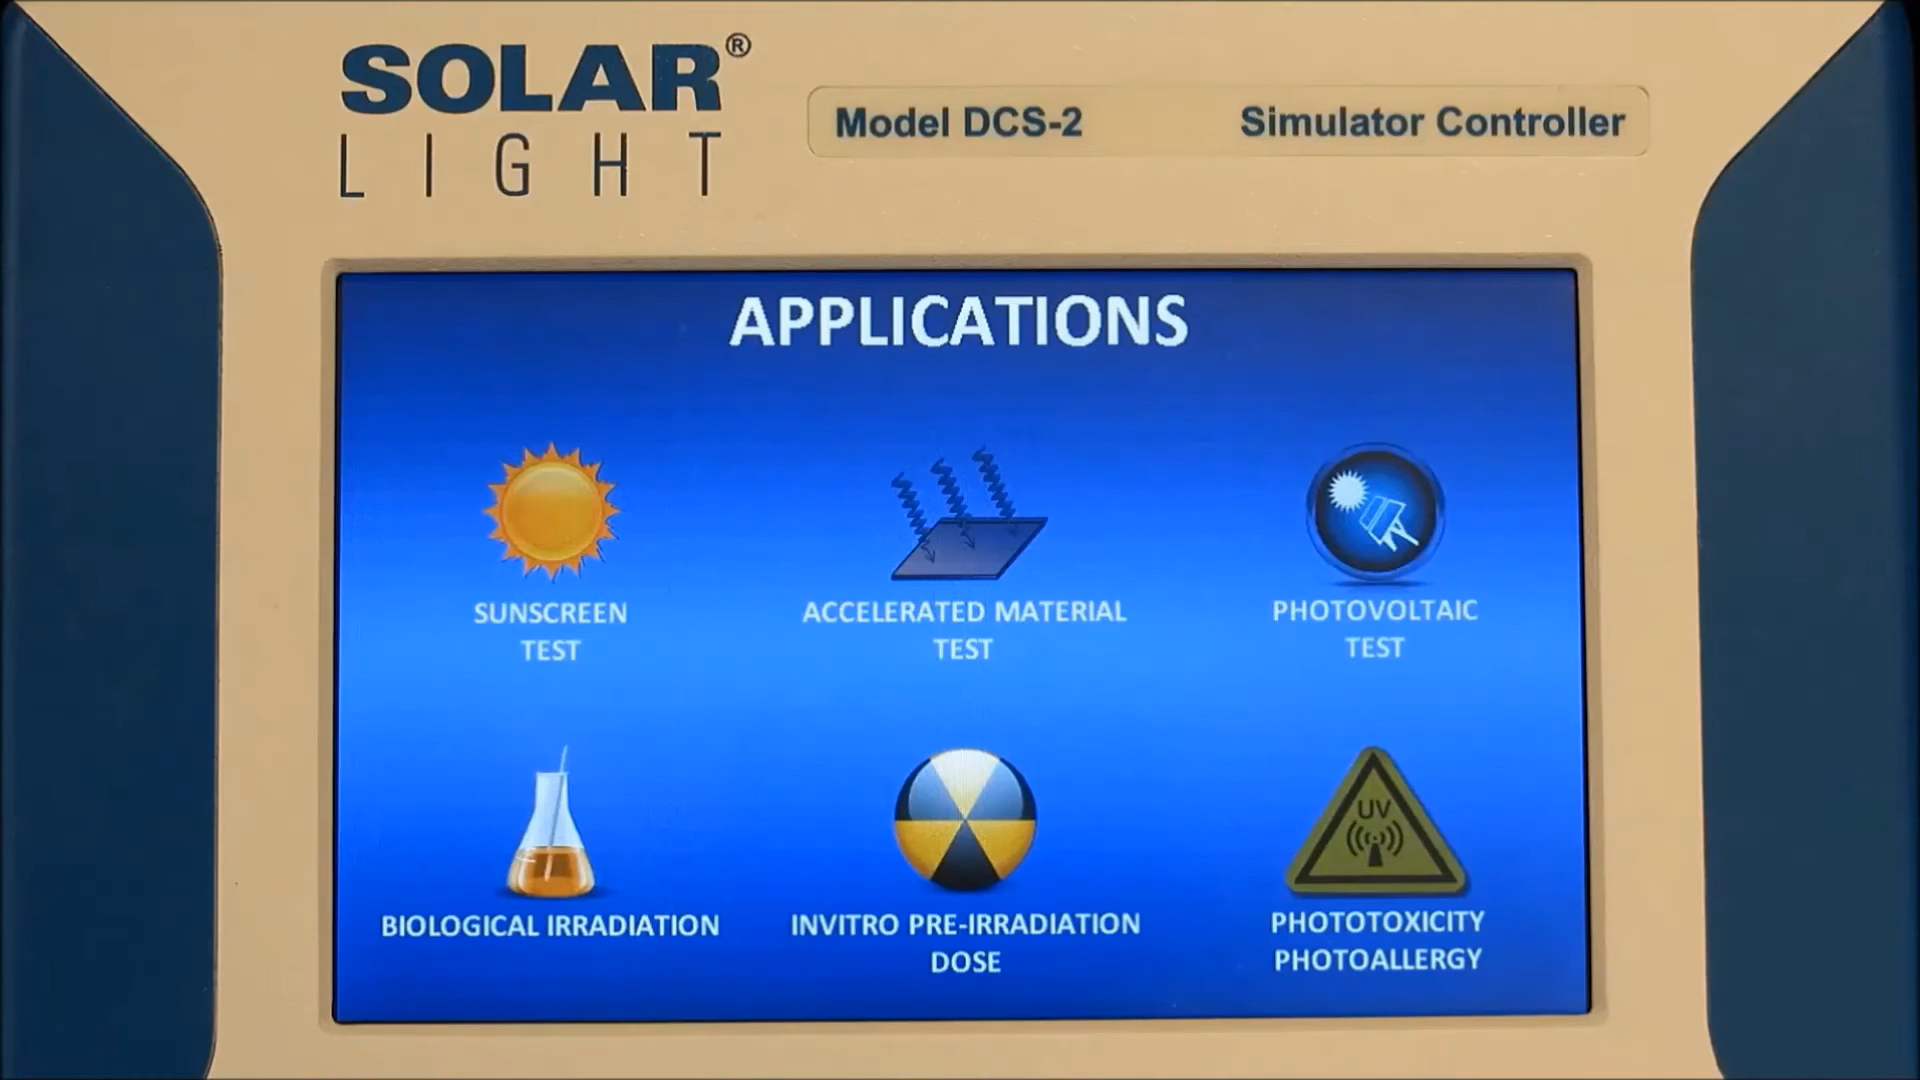 SOLAR®
LIGHT
Model DCS-2 Simulator Controller
APPLICATIONS
SUNSCREEN
TEST
ACCELERATED MATERIAL
TEST
PHOTOVOLTAIC
TEST
BIOLOGICAL IRRADIATION
INVITRO PRE-IRRADIATION
DOSE
UV
PHOTOTOXICITY
PHOTOALLERGY